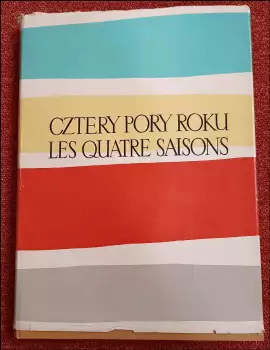 CZTERY PORY ROKU
LES QUATRE SAISONS